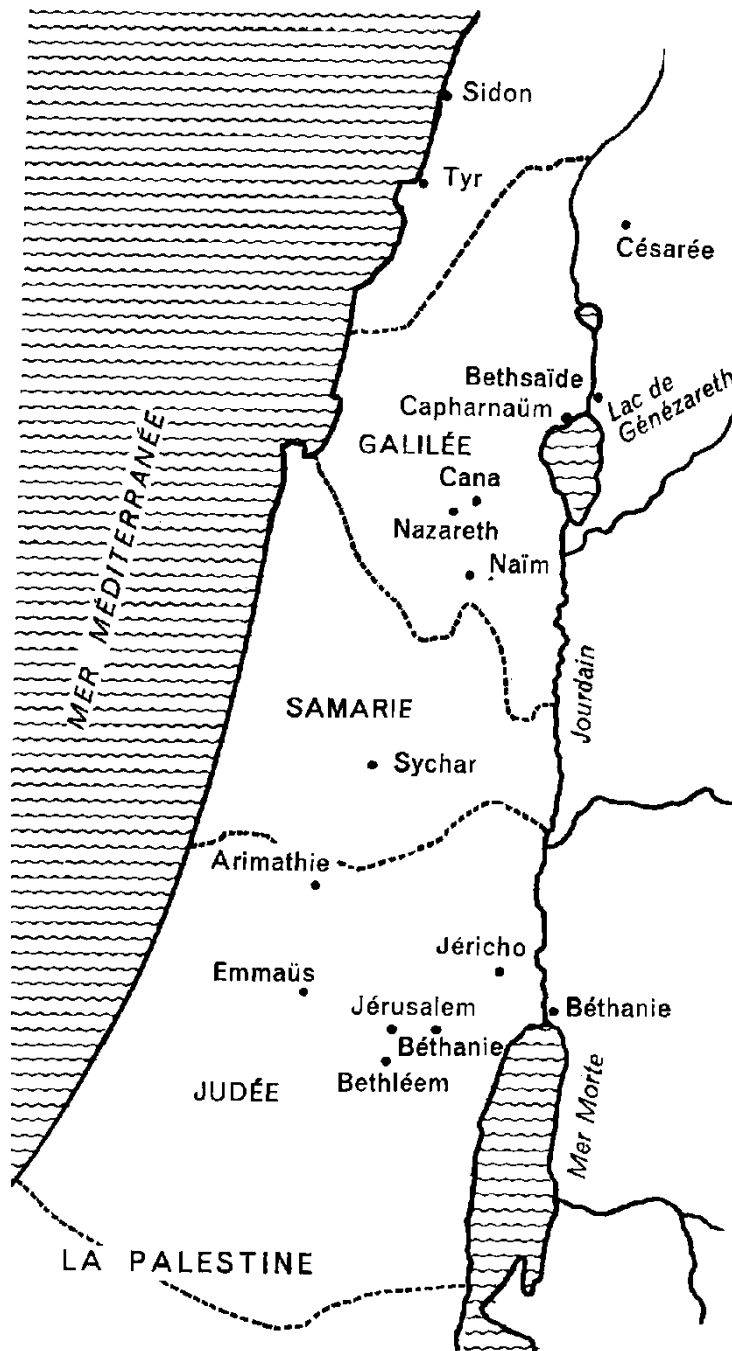 Sidon
Tyr
Césarée
Bethsaïde
Capharnaüm
Lac de
Génézareth
GALILÉE
Cana
Nazareth
Naïm
MER MÉDITERRANÉE
SAMARIE
Jourdain
Sychar
Arimathie
Jéricho
Emmaüs
Jérusalem
Béthanie
Béthanie
Bethléem
JUDÉE
Mer Morte
LA PALESTINE